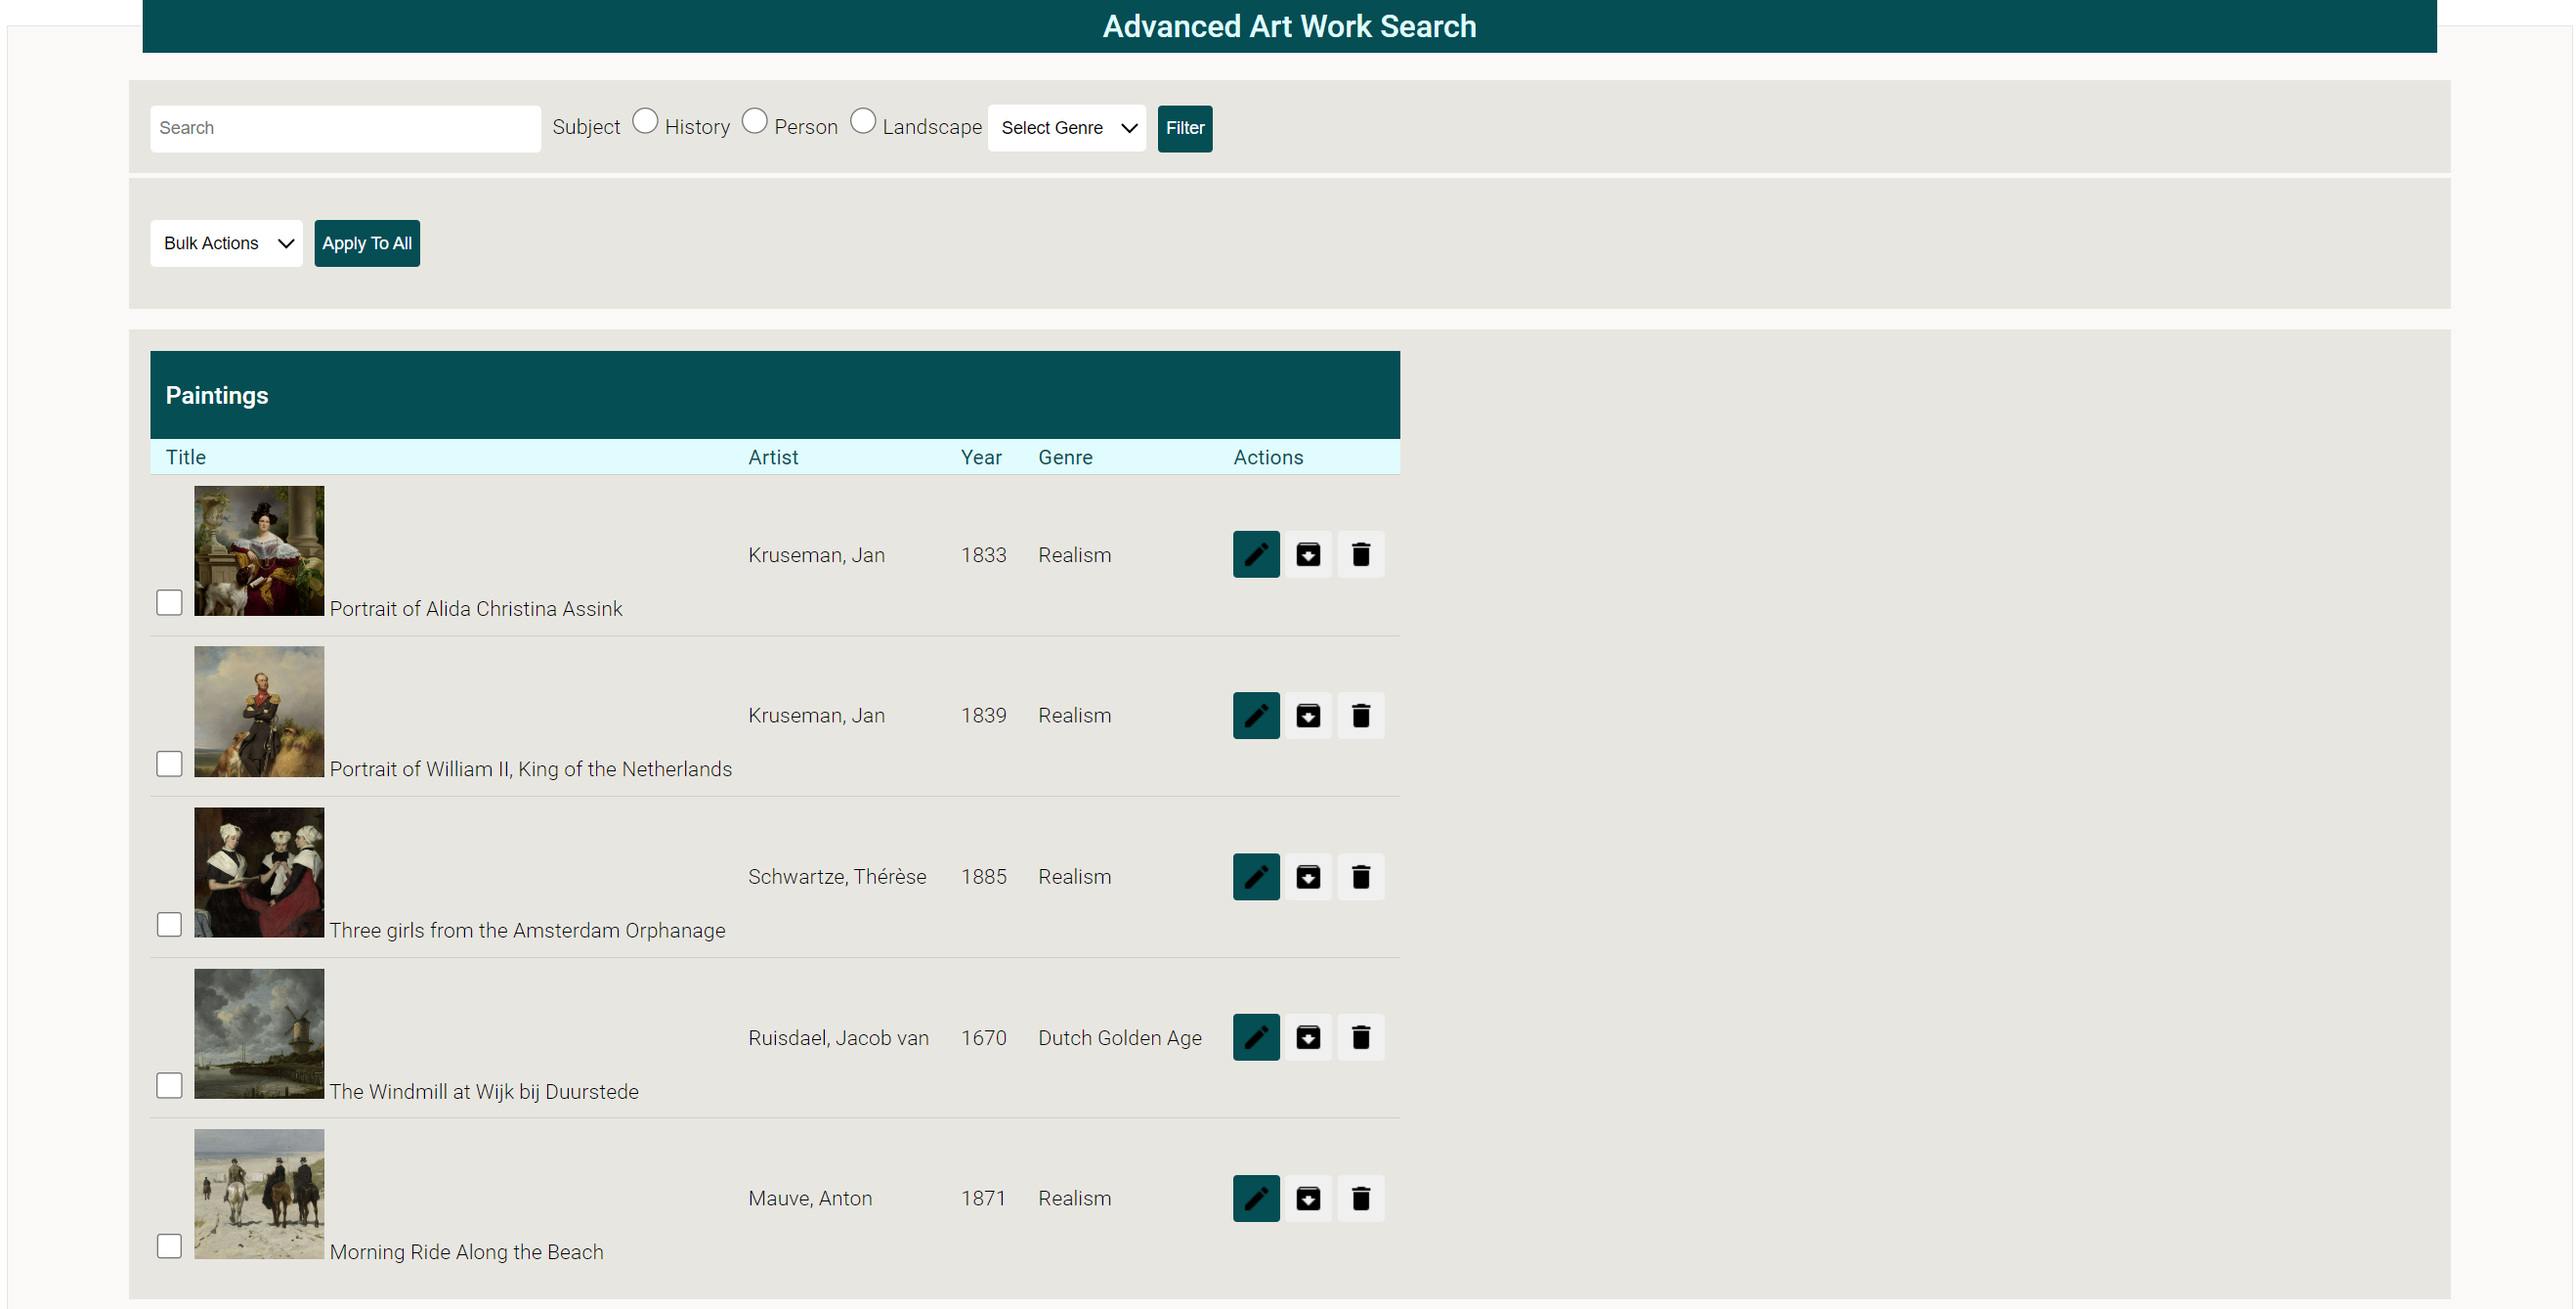 Advanced Art Work Search
Search Subject History Person Landscape Select Genre Filter
Bulk Actions Apply To All
Paintings
Title Artist Year Genre Actions
Kruseman, Jan 1833 Realism
Portrait of Alida Christina Assink
Kruseman, Jan 1839 Realism
Portrait of William II, King of the Netherlands
Schwartze, Thérèse 1885 Realism
Three girls from the Amsterdam Orphanage
Ruisdael, Jacob van 1670 Dutch Golden Age
The Windmill at Wijk bij Duurstede
Mauve, Anton 1871 Realism
Morning Ride Along the Beach